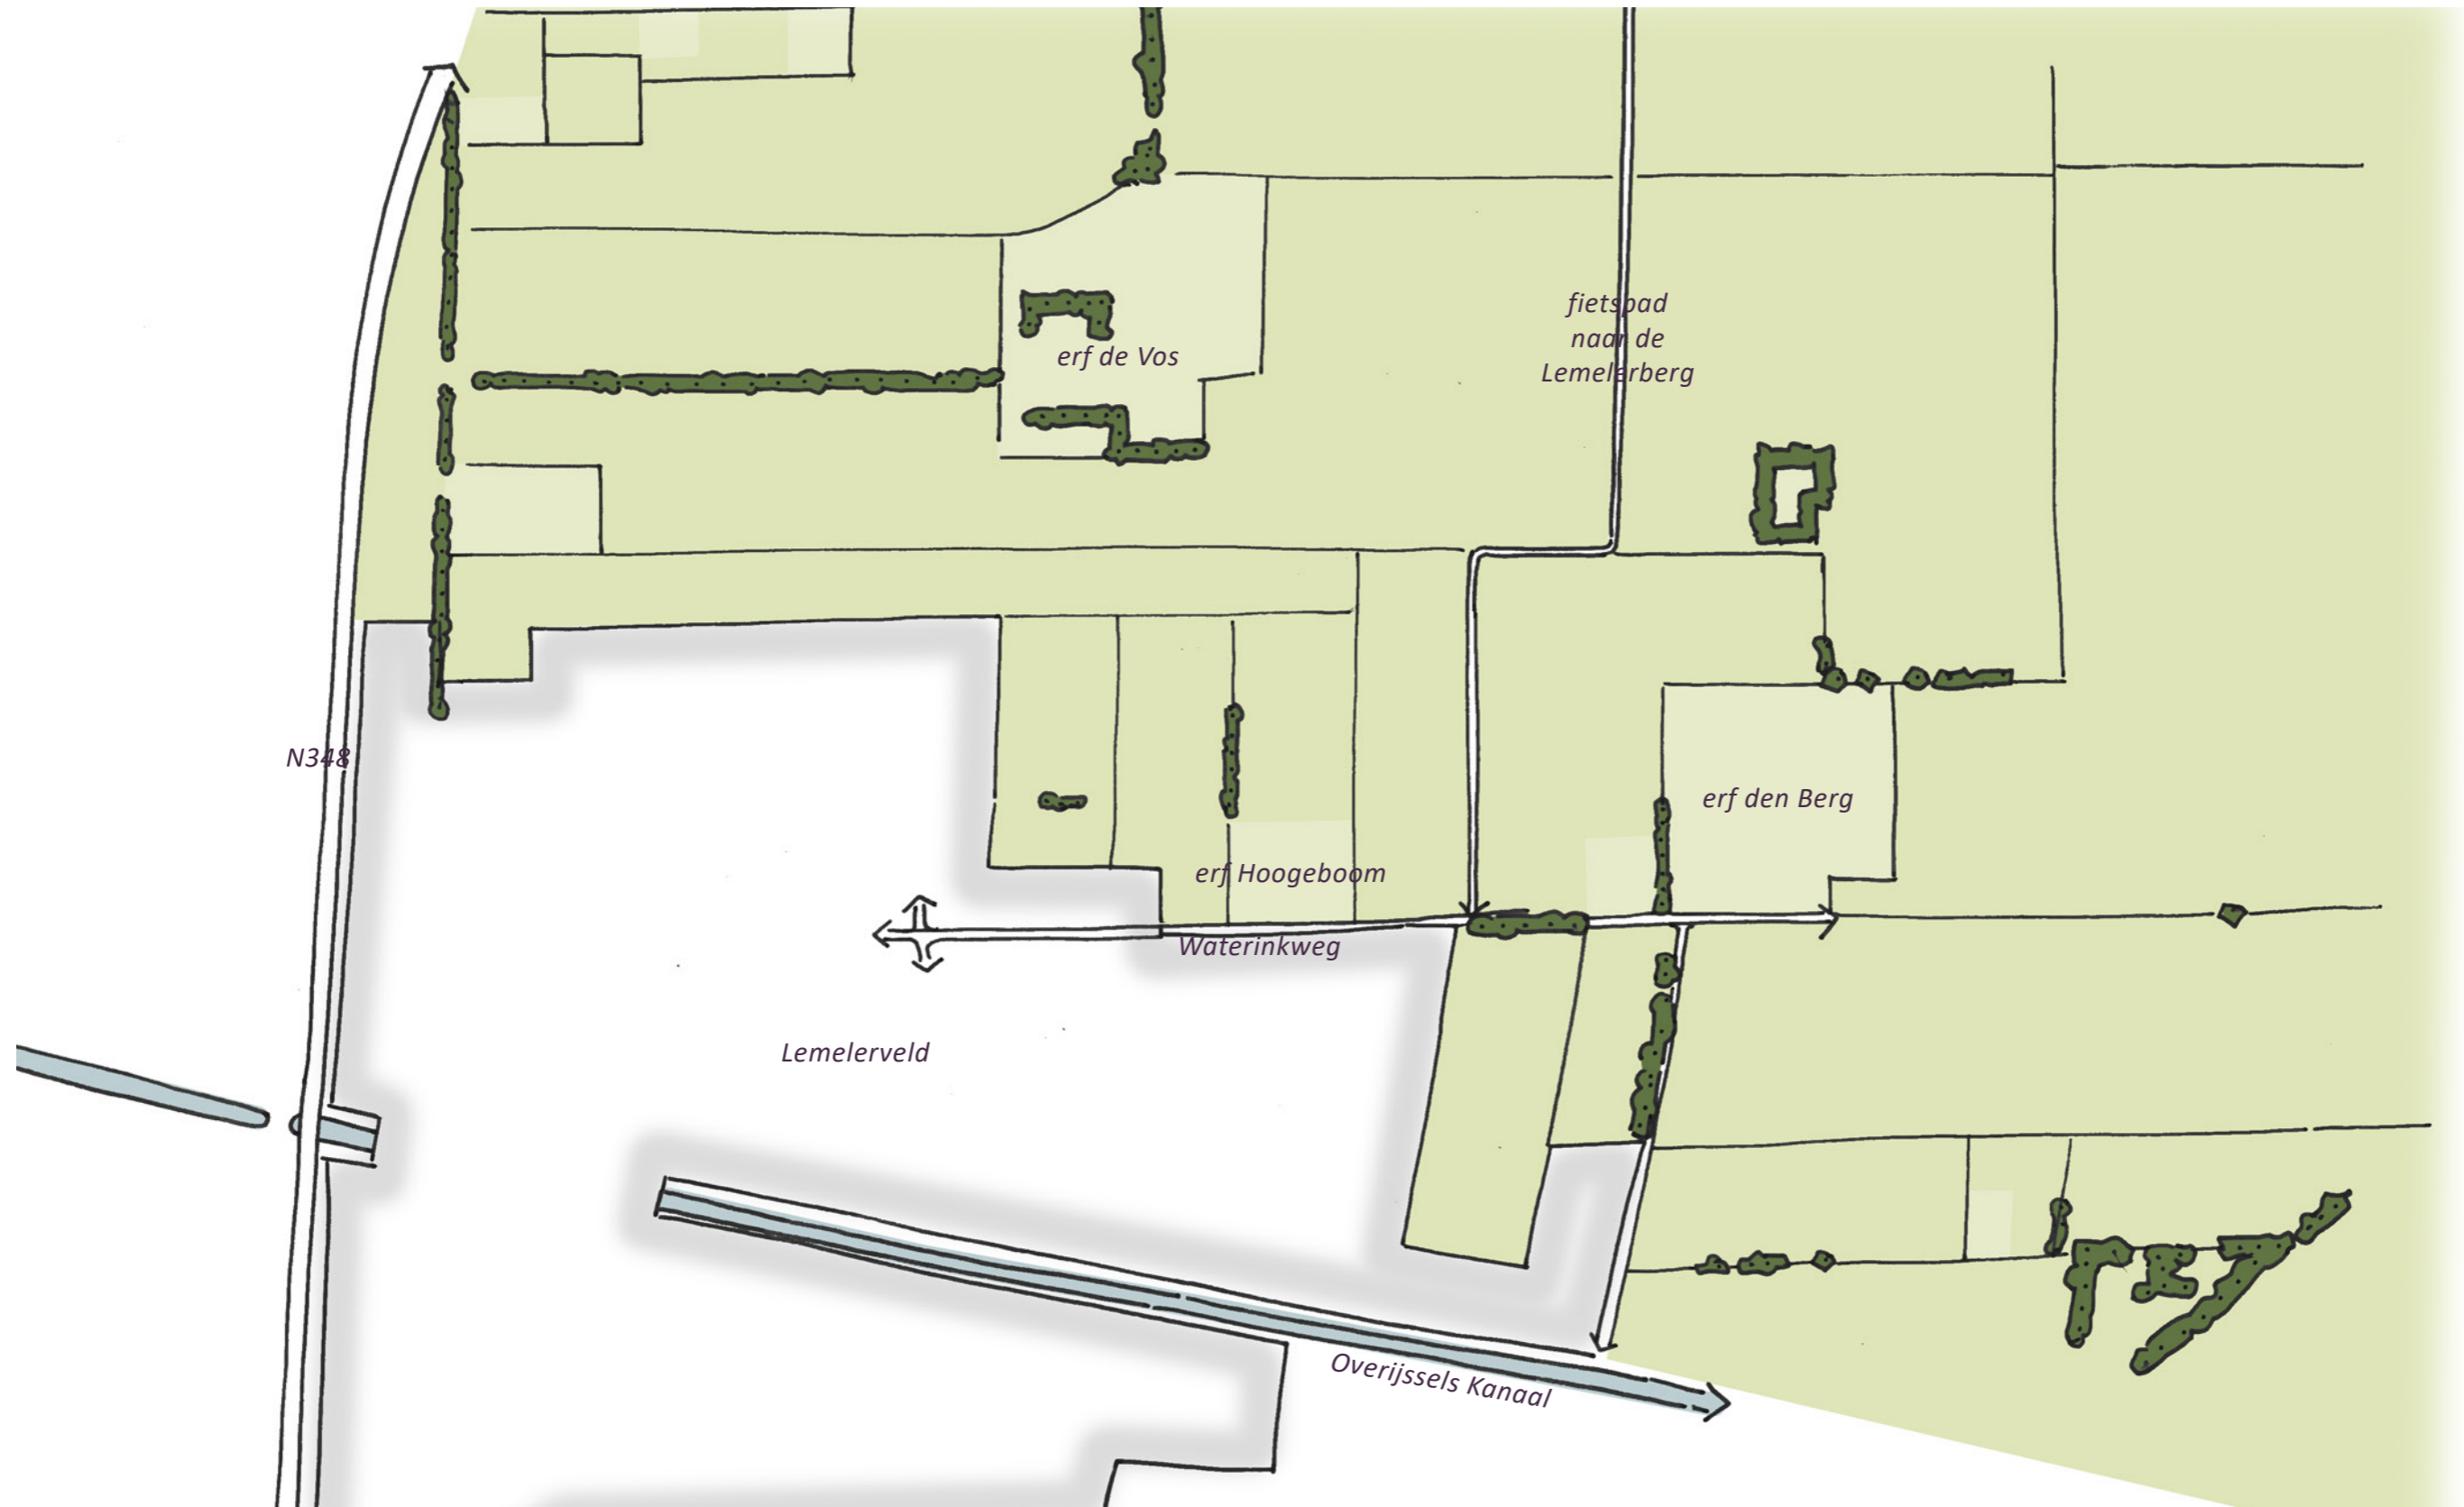 fietspad
naar de
Lemelerberg
erf de Vos
N348
erf den Berg
erf Hoogeboom
Waterinkweg
Lemelerveld
Overijssels Kanaal